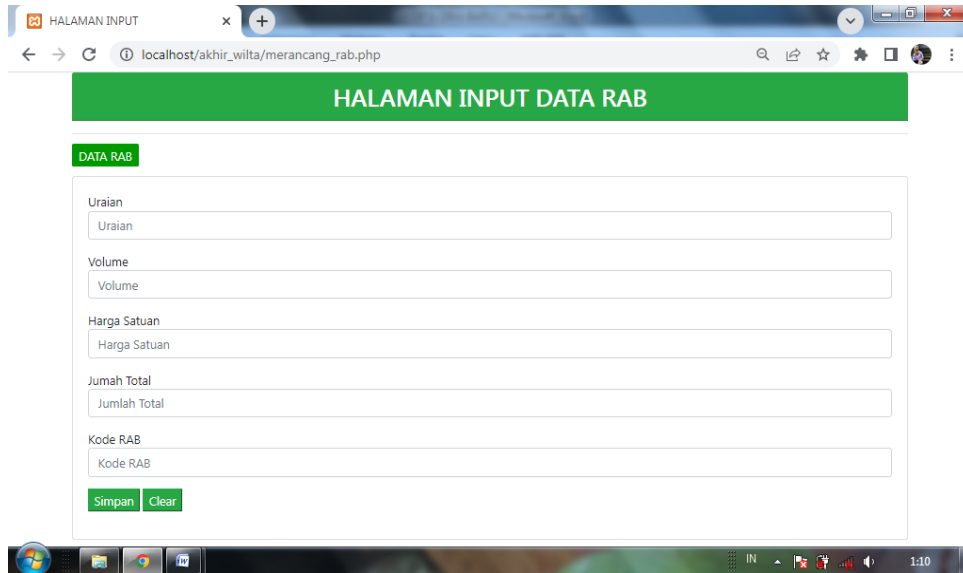 HALAMAN INPUT
localhost/akhir_wilta/merancang_rab.php
HALAMAN INPUT DATA RAB
DATA RAB
Uraian
Uraian
Volume
Volume
Harga Satuan
Harga Satuan
Jumah Total
Jumlah Total
Kode RAB
Kode RAB
Simpan Clear
IN 1:10